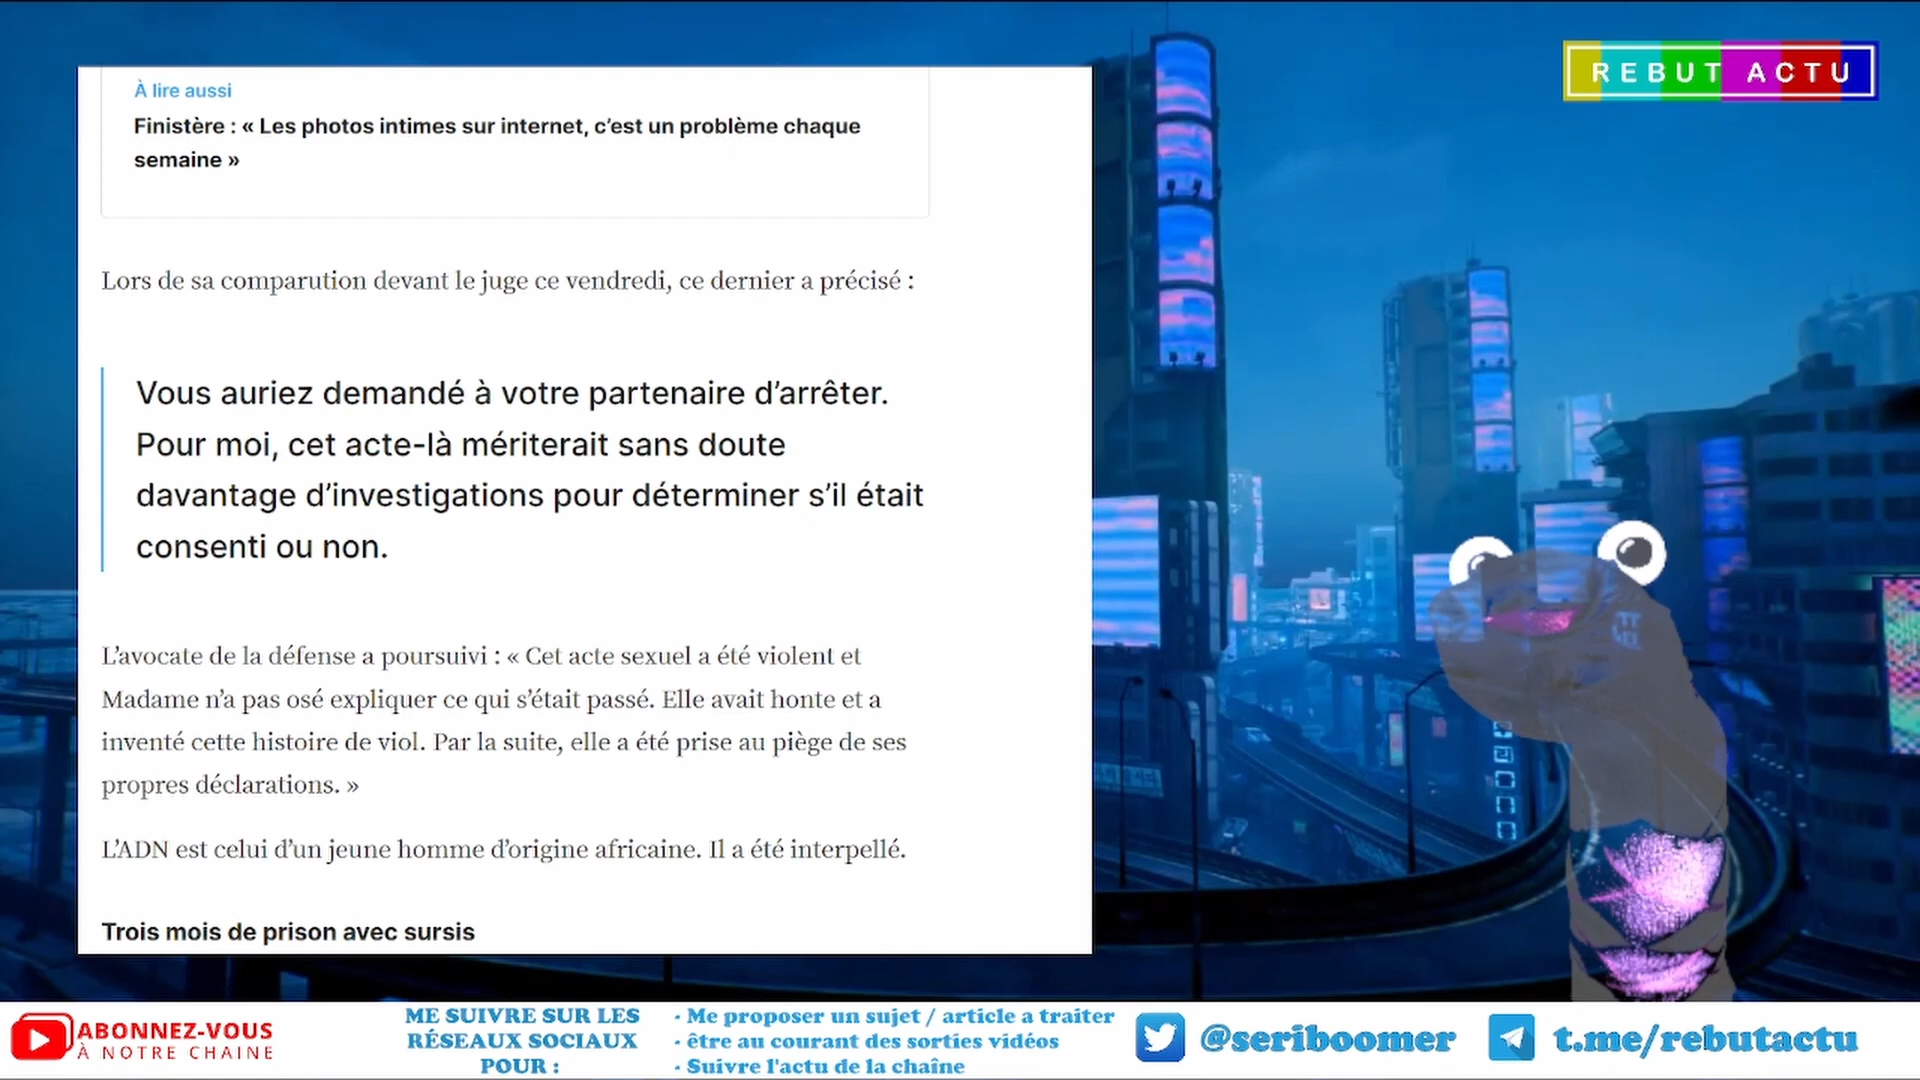 REBUT ACTU
À lire aussi
Finistère : « Les photos intimes sur internet, c’est un problème chaque
semaine »
Lors de sa comparution devant le juge ce vendredi, ce dernier a précisé :
Vous auriez demandé à votre partenaire d’arrêter.
Pour moi, cet acte-là mériterait sans doute
davantage d’investigations pour déterminer s’il était
consenti ou non.
L’avocate de la défense a poursuivi : « Cet acte sexuel a été violent et
Madame n’a pas osé expliquer ce qui s’était passé. Elle avait honte et a
inventé cette histoire de viol. Par la suite, elle a été prise au piège de ses
propres déclarations. »
L’ADN est celui d’un jeune homme d’origine africaine. Il a été interpellé.
Trois mois de prison avec sursis
ABONNEZ-VOUS
À NOTRE CHAINE
ME SUIVRE SUR LES
RÉSEAUX SOCIAUX
POUR :
- Me proposer un sujet / article a traiter
- être au courant des sorties vidéos
- Suivre l'actu de la chaîne
@seriboomer
t.me/rebutactu